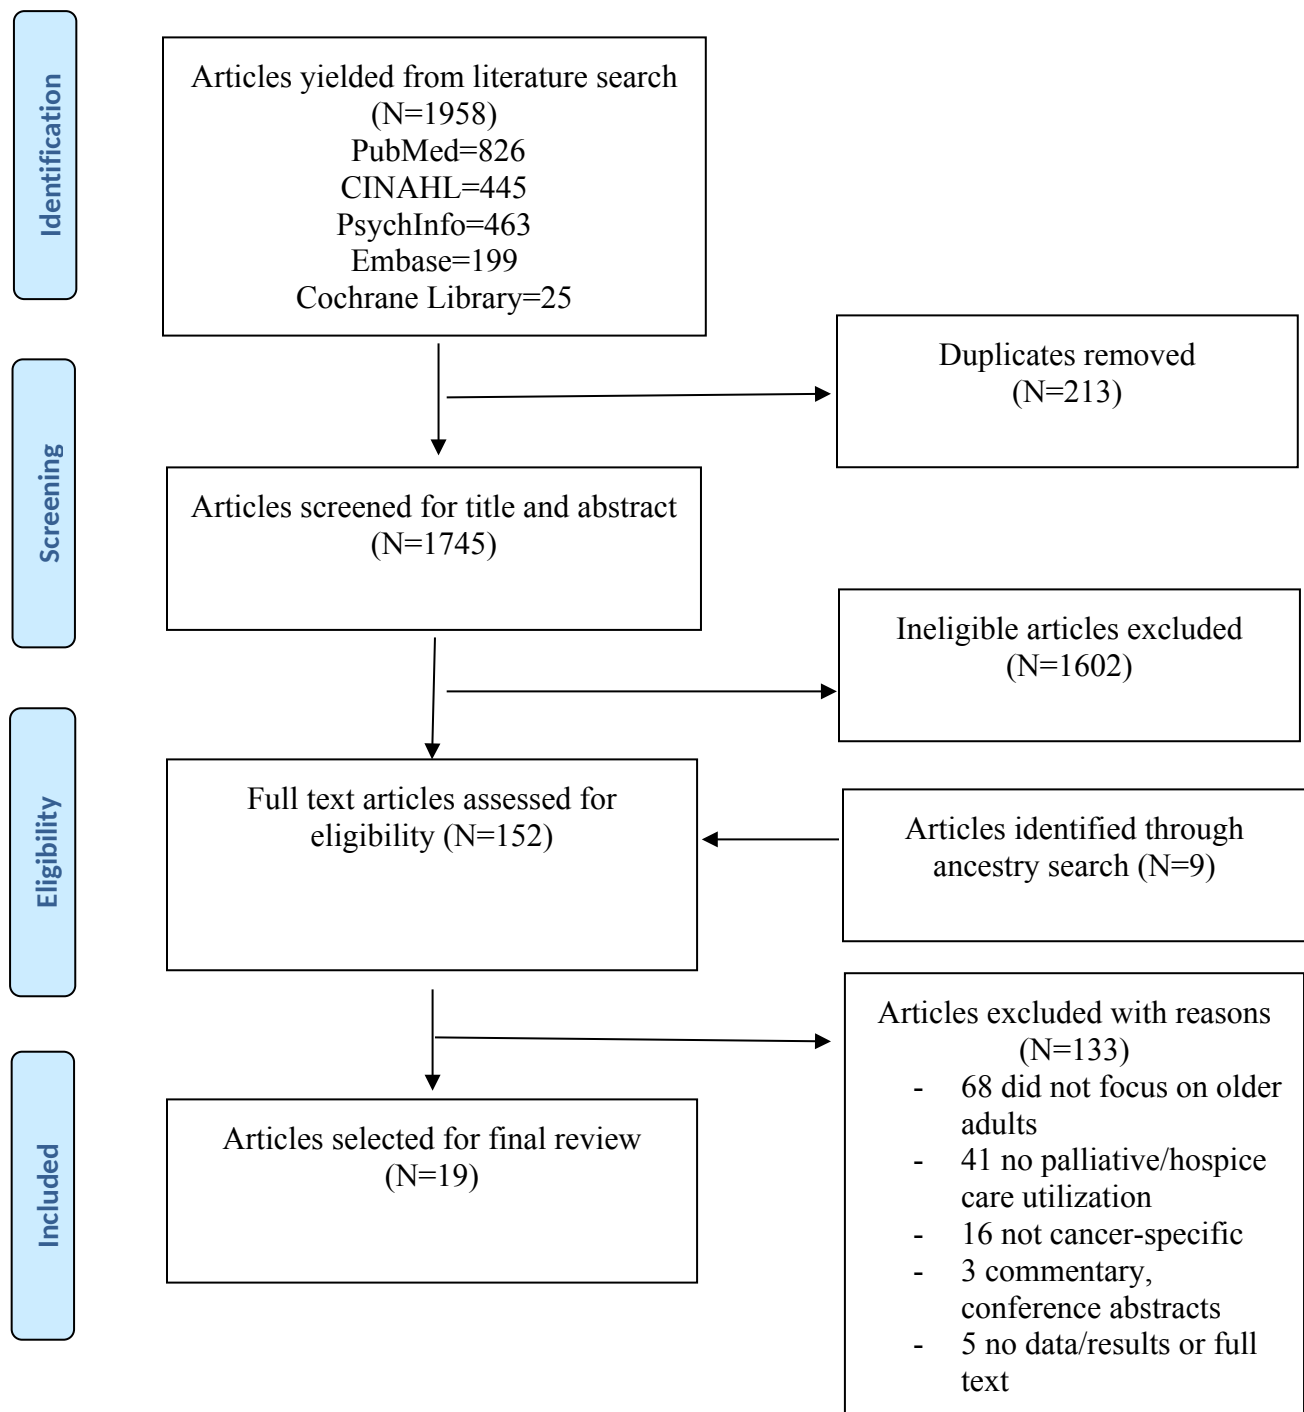 Identification
Articles yielded from literature search
(N=1958)
PubMed=826
CINAHL=445
PsychInfo=463
Embase=199
Cochrane Library=25
Duplicates removed
(N=213)
Screening
Articles screened for title and abstract
(N=1745)
Ineligible articles excluded
(N=1602)
Eligibility
Full text articles assessed for
eligibility (N=152)
Articles identified through
ancestry search (N=9)
Articles excluded with reasons
(N=133)
- 68 did not focus on older
adults
- 41 no palliative/hospice
care utilization
- 16 not cancer-specific
- 3 commentary,
conference abstracts
- 5 no data/results or full
text
Included
Articles selected for final review
(N=19)